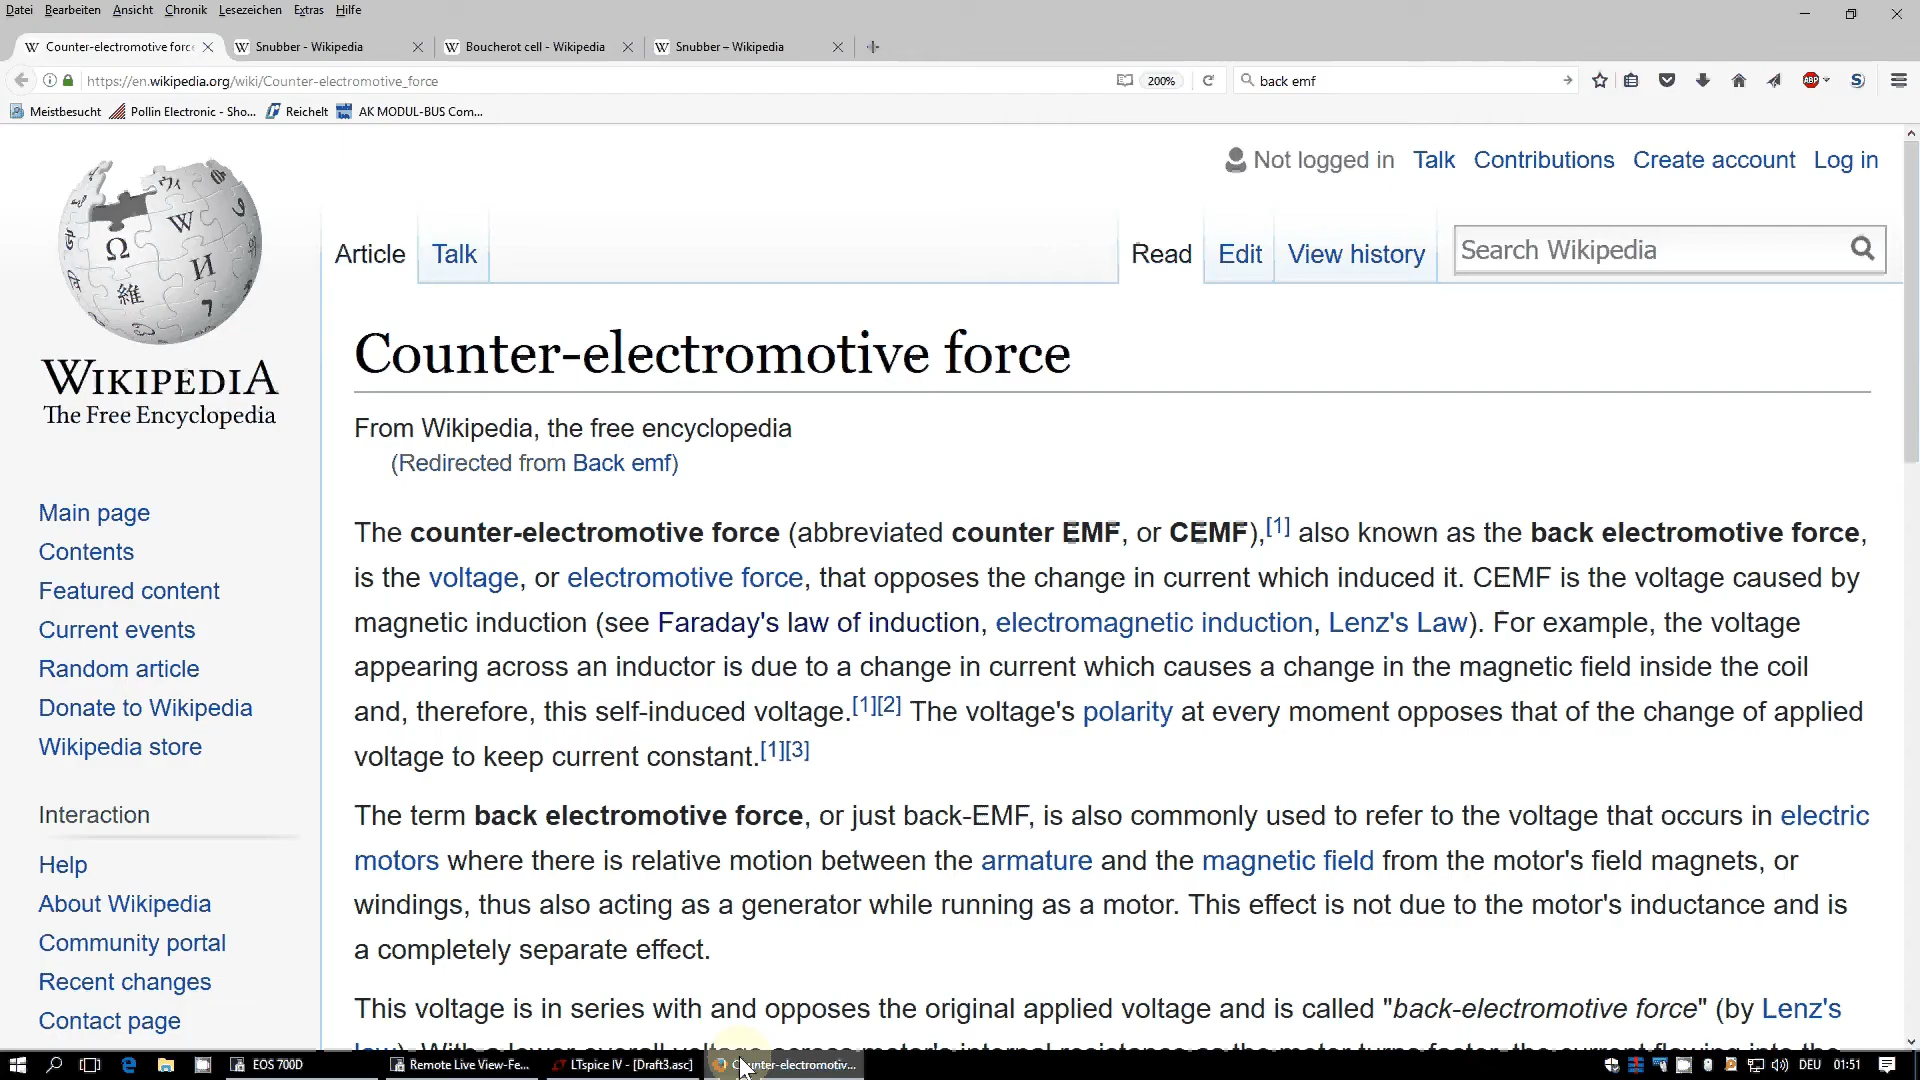 Datei Bearbeiten Ansicht Chronik Lesezeichen Extras Hilfe
Counter-electromotive forc
Snubber - Wikipedia
Boucherot cell - Wikipedia
Snubber – Wikipedia
https://en.wikipedia.org/wiki/Counter-electromotive_force
200%
back emf
ABP
Meistbesucht
Pollin Electronic - Sho...
Reichelt
AK MODUL-BUS Com...
Not logged in Talk Contributions Create account Log in
Article Talk
Read Edit View history
Search Wikipedia
WIKIPEDIA
The Free Encyclopedia
Main page
Contents
Featured content
Current events
Random article
Donate to Wikipedia
Wikipedia store
Interaction
Help
About Wikipedia
Community portal
Recent changes
Contact page
Counter-electromotive force
From Wikipedia, the free encyclopedia
(Redirected from Back emf)
The counter-electromotive force (abbreviated counter EMF, or CEMF),[1] also known as the back electromotive force,
is the voltage, or electromotive force, that opposes the change in current which induced it. CEMF is the voltage caused by
magnetic induction (see Faraday's law of induction, electromagnetic induction, Lenz's Law). For example, the voltage
appearing across an inductor is due to a change in current which causes a change in the magnetic field inside the coil
and, therefore, this self-induced voltage.[1][2] The voltage's polarity at every moment opposes that of the change of applied
voltage to keep current constant.[1][3]
The term back electromotive force, or just back-EMF, is also commonly used to refer to the voltage that occurs in electric
motors where there is relative motion between the armature and the magnetic field from the motor's field magnets, or
windings, thus also acting as a generator while running as a motor. This effect is not due to the motor's inductance and is
a completely separate effect.
This voltage is in series with and opposes the original applied voltage and is called "back-electromotive force" (by Lenz's
EOS 700D
Remote Live View-Fe...
LTspice IV - [Draft3.asc]
nter-electromotiv...
DEU
01:51